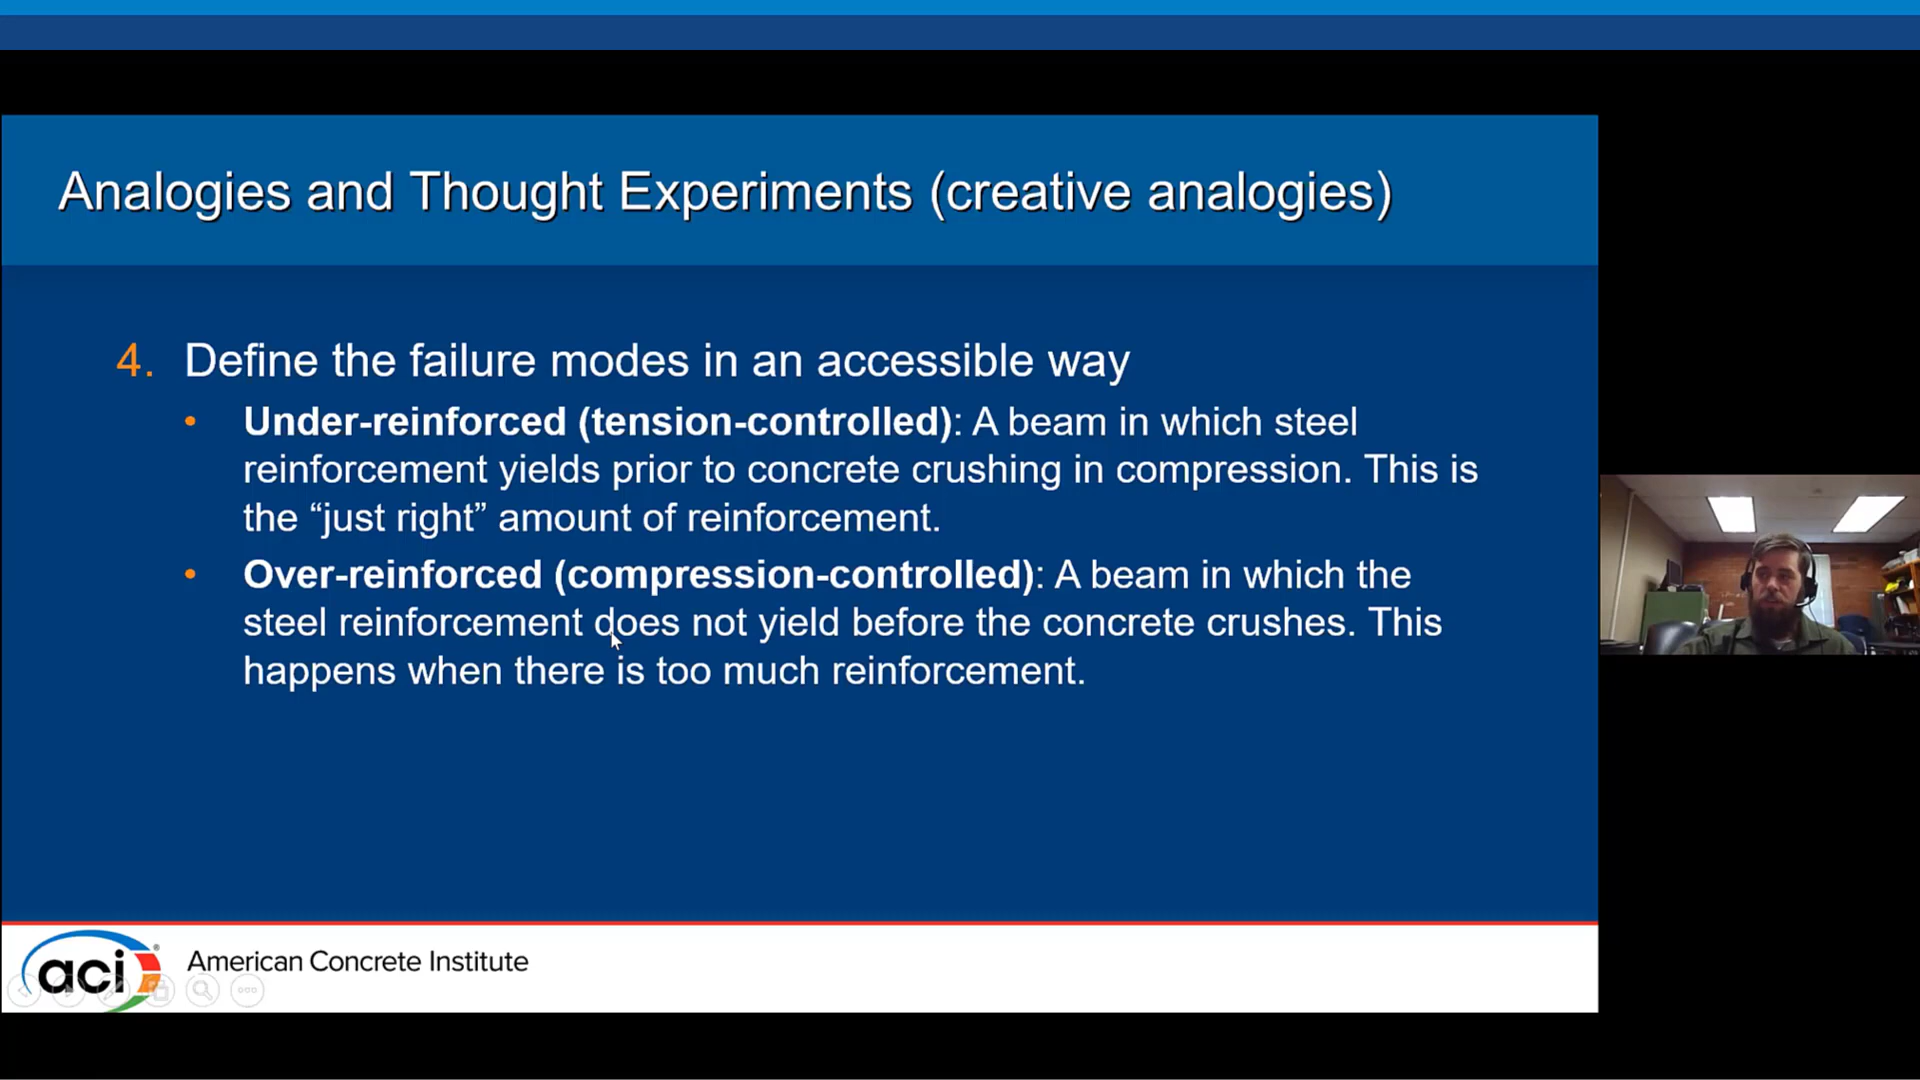 Analogies and Thought Experiments (creative analogies)
4. Define the failure modes in an accessible way
• Under-reinforced (tension-controlled): A beam in which steel
reinforcement yields prior to concrete crushing in compression. This is
the “just right” amount of reinforcement.
• Over-reinforced (compression-controlled): A beam in which the
steel reinforcement does not yield before the concrete crushes. This
happens when there is too much reinforcement.
aci® American Concrete Institute